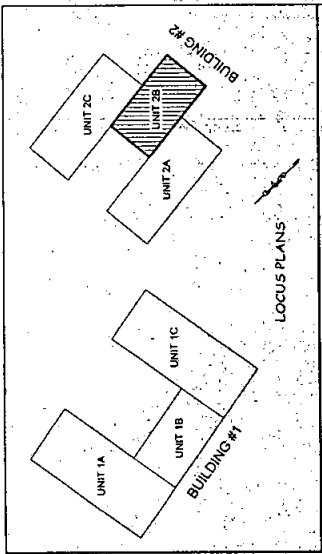 UNIT 2C
UNIT 2B
BUILDING #2
UNIT 2A
LOCUS PLANS
UNIT 1C
UNIT 1A
UNIT 1B
BUILDING #1